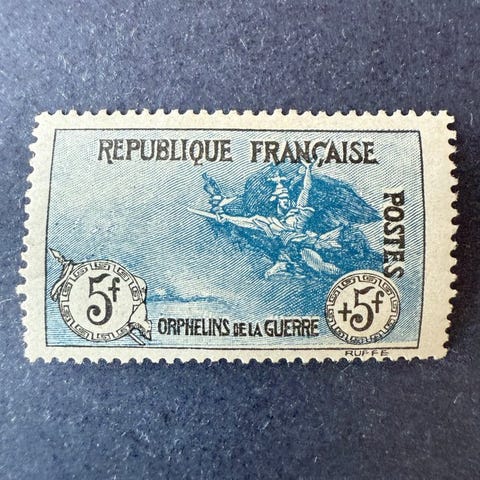 REPUBLIQUE FRANÇAISE
POSTES
5f
ORPHELINS DE LA GUERRE
+5f
RUFFE